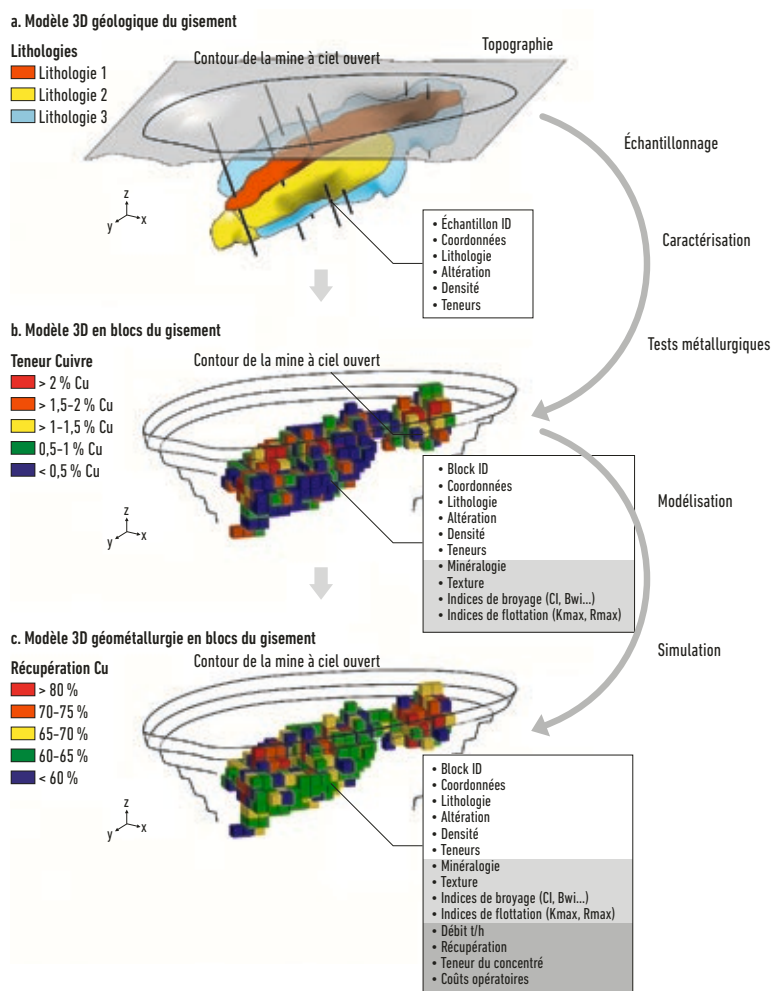 a. Modèle 3D géologique du gisement
Lithologies
Lithologie 1
Lithologie 2
Lithologie 3
Contour de la mine à ciel ouvert
Topographie
z
y
x
• Échantillon ID
• Coordonnées
• Lithologie
• Altération
• Densité
• Teneurs
Échantillonnage
Caractérisation
Tests métallurgiques
b. Modèle 3D en blocs du gisement
Teneur Cuivre
> 2 % Cu
> 1,5-2 % Cu
> 1-1,5 % Cu
0,5-1 % Cu
< 0,5 % Cu
Contour de la mine à ciel ouvert
z
y
x
• Block ID
• Coordonnées
• Lithologie
• Altération
• Densité
• Teneurs
• Minéralogie
• Texture
• Indices de broyage (CI, Bwi...)
• Indices de flottation (Kmax, Rmax)
Modélisation
Simulation
c. Modèle 3D géométallurgie en blocs du gisement
Récupération Cu
> 80 %
70-75 %
65-70 %
60-65 %
< 60 %
Contour de la mine à ciel ouvert
z
y
x
• Block ID
• Coordonnées
• Lithologie
• Altération
• Densité
• Teneurs
• Minéralogie
• Texture
• Indices de broyage (CI, Bwi...)
• Indices de flottation (Kmax, Rmax)
• Débit t/h
• Récupération
• Teneur du concentré
• Coûts opératoires